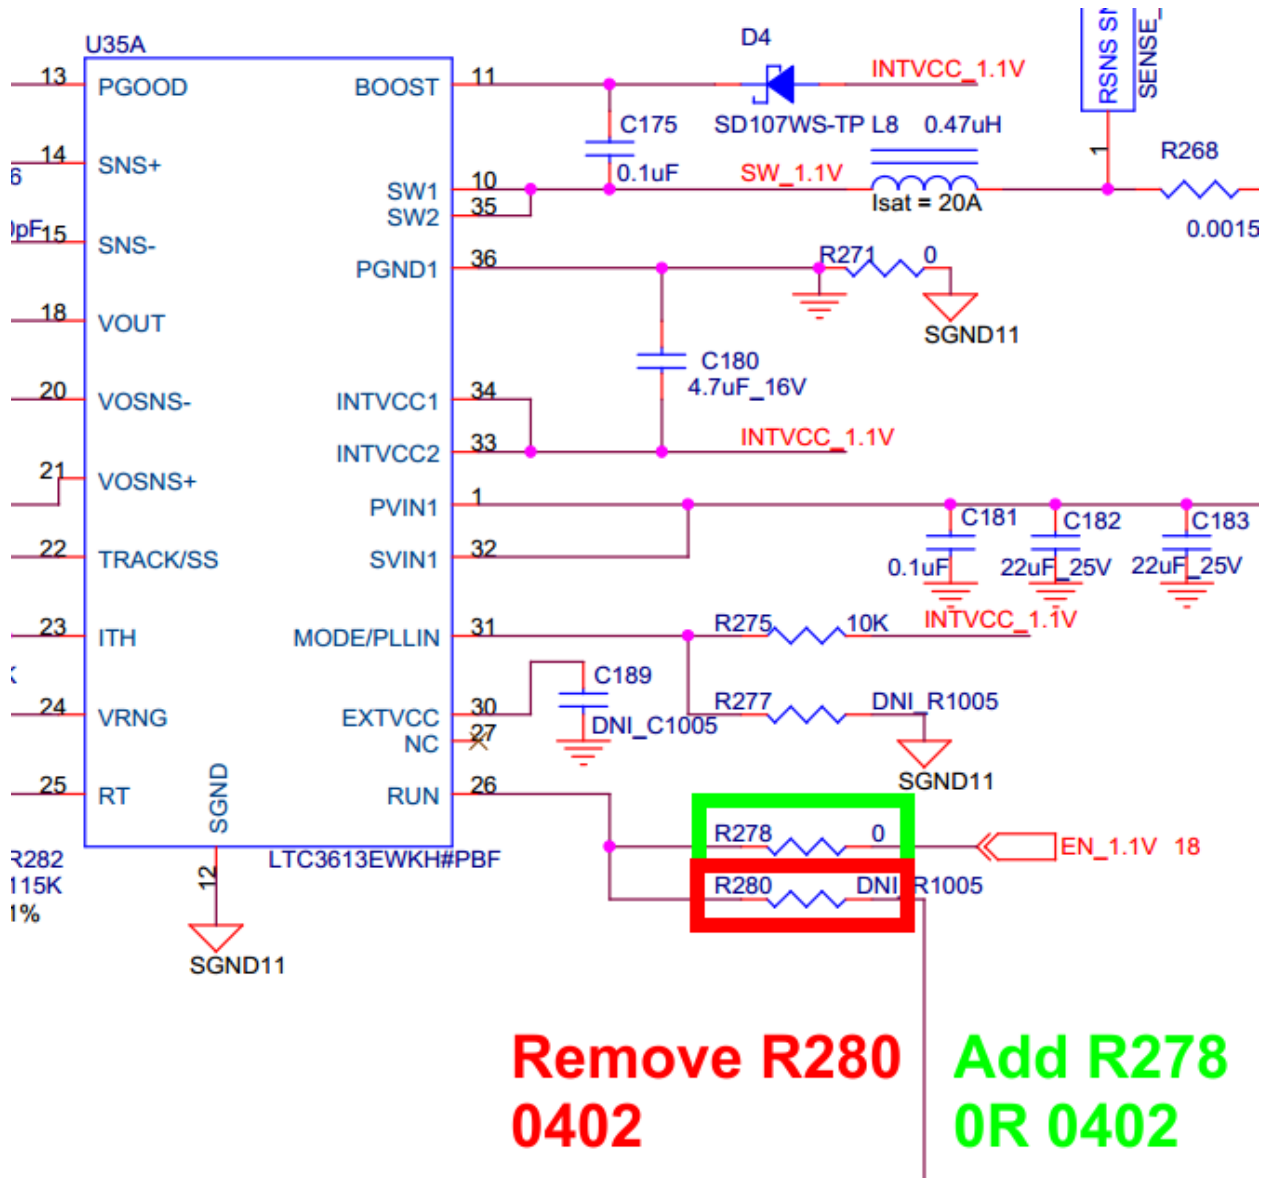 U35A
13 PGOOD
14 SNS+
6
0pF
15 SNS-
18 VOUT
20 VOSNS-
21 VOSNS+
22 TRACK/SS
23 ITH
24 VRNG
25 RT
R282
115K
1%
SGND
12
SGND11
BOOST 11
SW1 10
SW2 35
PGND1 36
INTVCC1 34
INTVCC2 33
PVIN1 1
SVIN1 32
MODE/PLLIN 31
EXTVCC 30
NC 27
RUN 26
LTC3613EWKH#PBF
D4
INTVCC_1.1V
SD107WS-TP
C175
0.1uF
L8 0.47uH
SW_1.1V
Isat = 20A
RSNS
SENSE_
1
R268
0.0015
R271 0
SGND11
C180
4.7uF_16V
INTVCC_1.1V
C181
0.1uF
C182
22uF_25V
C183
22uF_25V
R275 10K
INTVCC_1.1V
C189
DNI_C1005
R277 DNI_R1005
SGND11
R278 0
EN_1.1V 18
R280 DNI_R1005
Remove R280
0402
Add R278
0R 0402